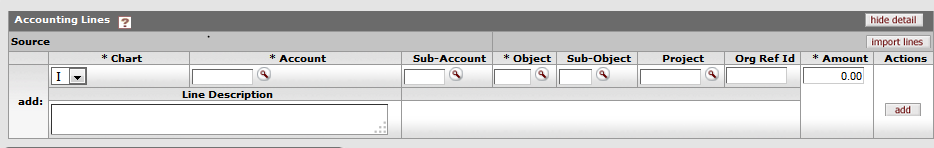 Accounting Lines ? hide detail
Source import lines
* Chart * Account Sub-Account * Object Sub-Object Project Org Ref Id * Amount Actions
add: I 0.00 add
Line Description